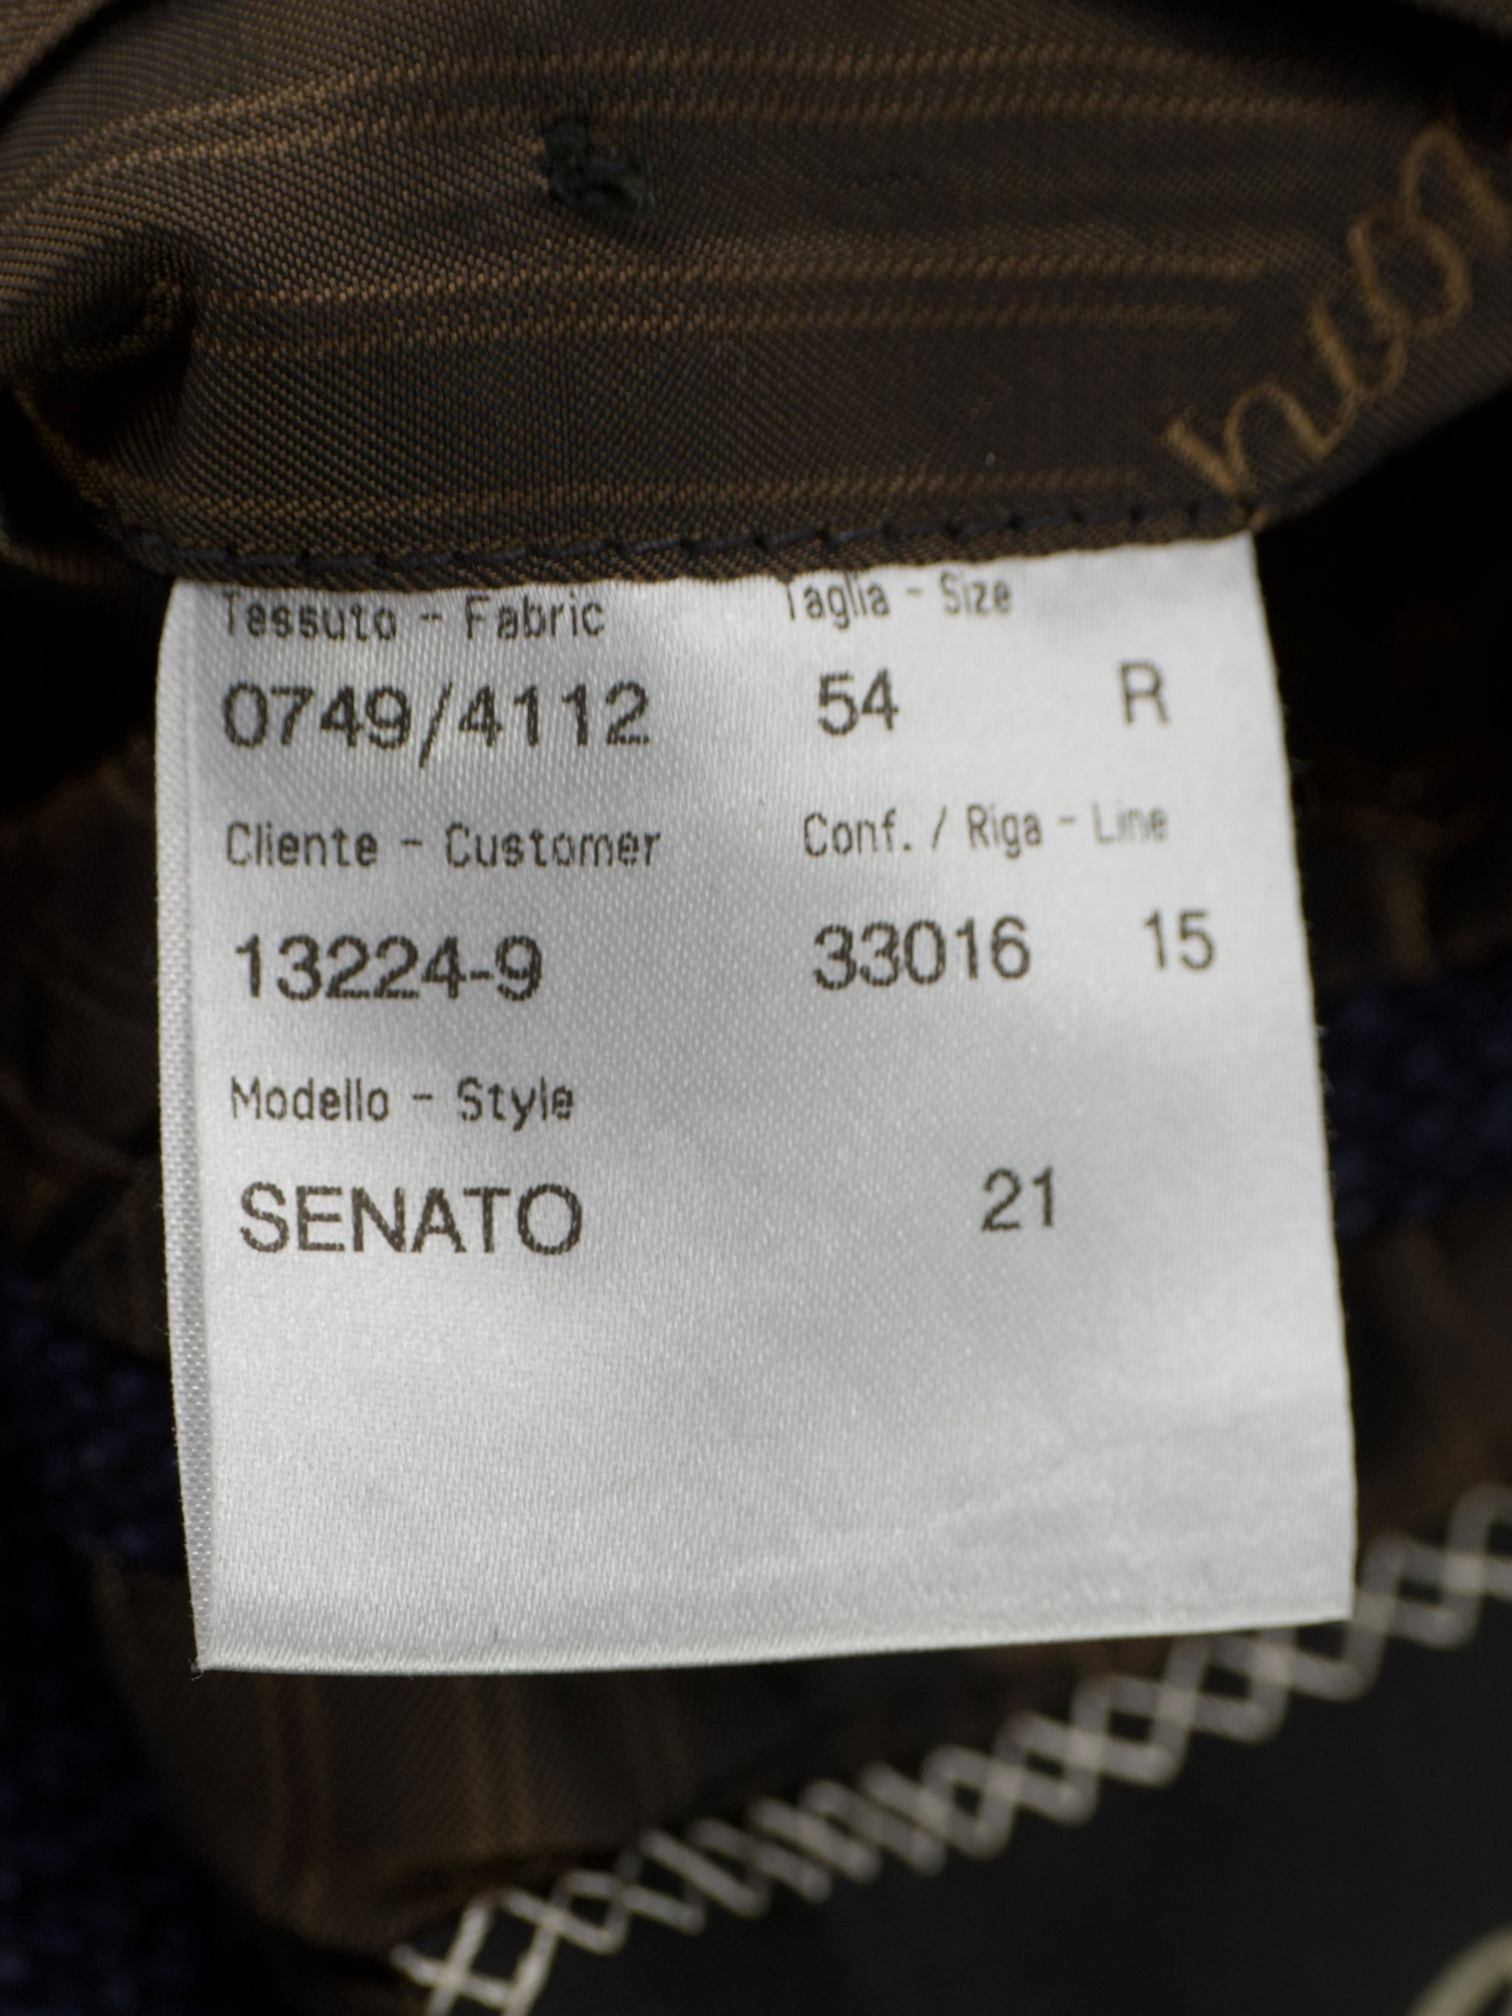 Tessuto - Fabric Taglia - Size
0749/4112 54 R
Cliente - Customer Conf. / Riga - Line
13224-9 33016 15
Modello - Style
SENATO 21